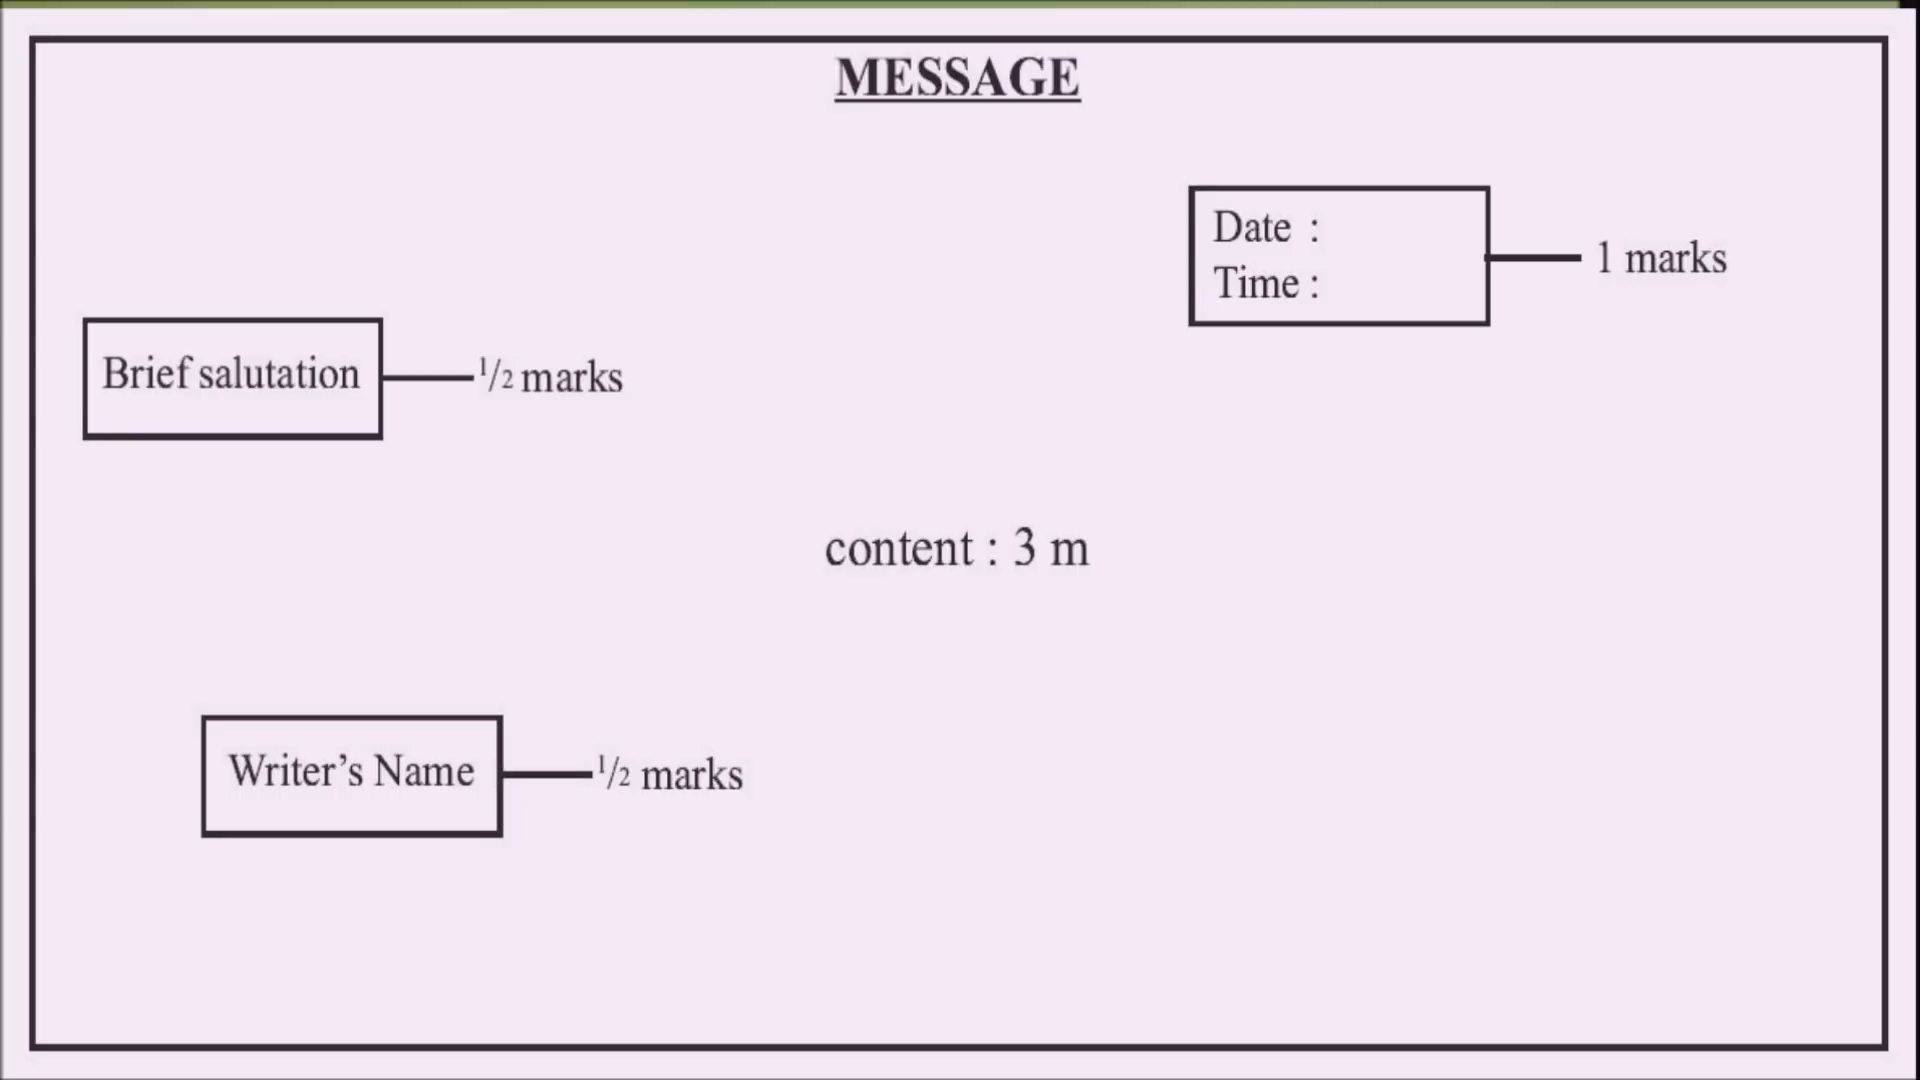 MESSAGE
Date :
Time :
1 marks
Brief salutation
1/2 marks
content : 3 m
Writer’s Name
1/2 marks